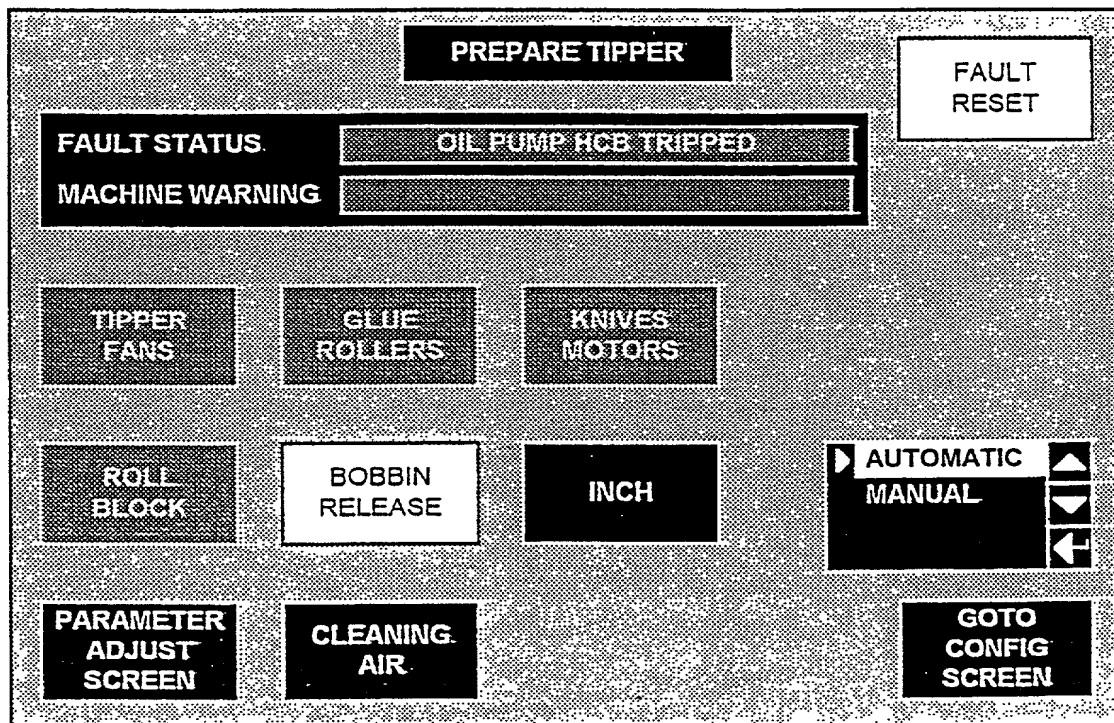 PREPARE TIPPER
FAULT
RESET
FAULT STATUS
OIL PUMP HCB TRIPPED
MACHINE WARNING
TIPPER
FANS
GLUE
ROLLERS
KNIVES
MOTORS
ROLL
BLOCK
BOBBIN
RELEASE
INCH
AUTOMATIC
MANUAL
PARAMETER
ADJUST
SCREEN
CLEANING
AIR
GOTO
CONFIG
SCREEN